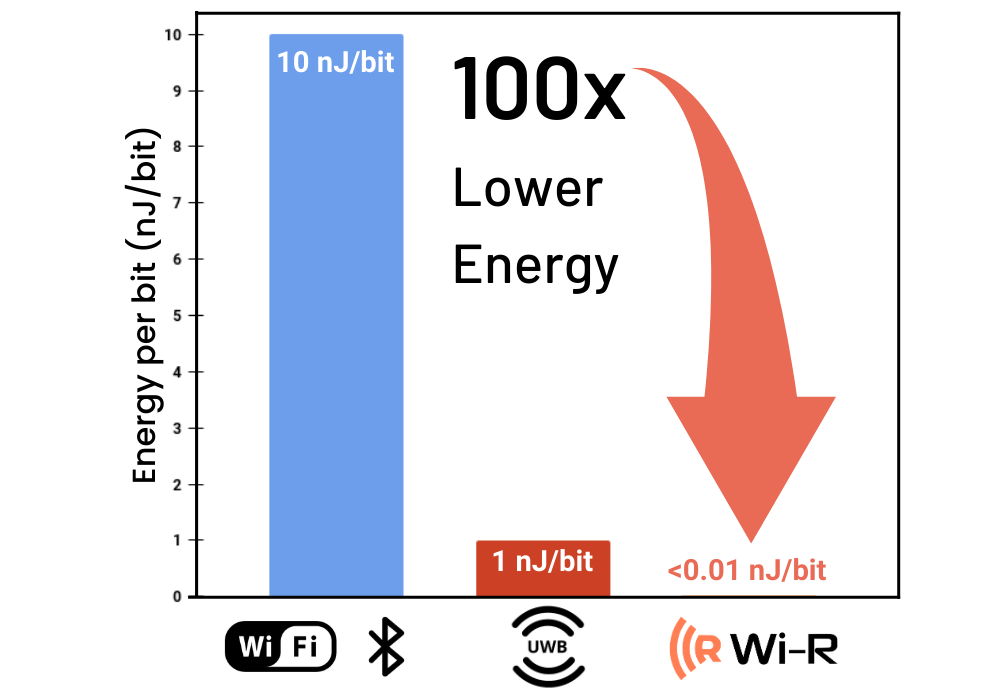 10
9
8
7
6
5
4
3
2
1
0
Energy per bit (nJ/bit)
10 nJ/bit
100x
Lower
Energy
1 nJ/bit
<0.01 nJ/bit
Wi Fi
UWB
R Wi-R